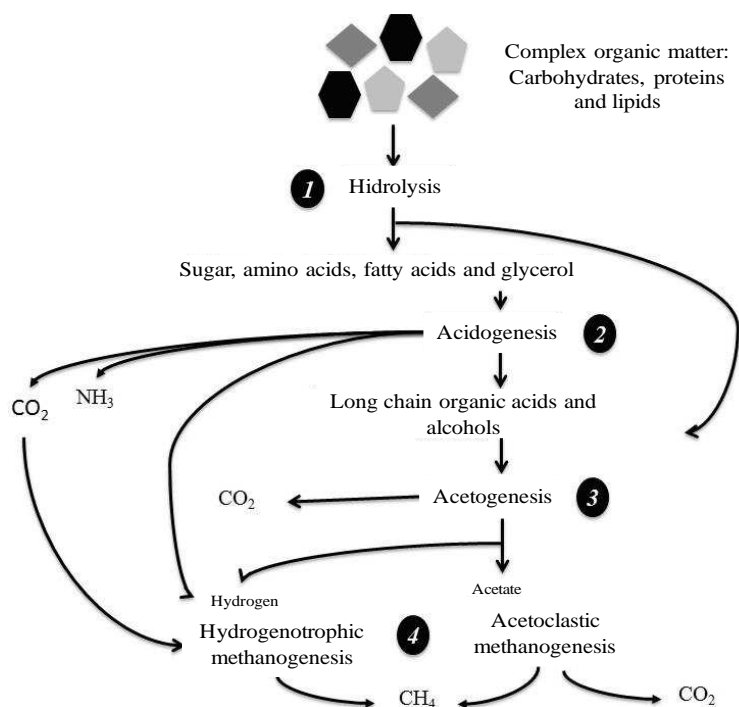 Complex organic matter:
Carbohydrates, proteins
and lipids
1
Hidrolysis
Sugar, amino acids, fatty acids and glycerol
Acidogenesis
2
CO2
NH3
Long chain organic acids and
alcohols
CO2
Acetogenesis
3
Hydrogen
Acetate
Hydrogenotrophic
methanogenesis
4
Acetoclastic
methanogenesis
CH4
CO2